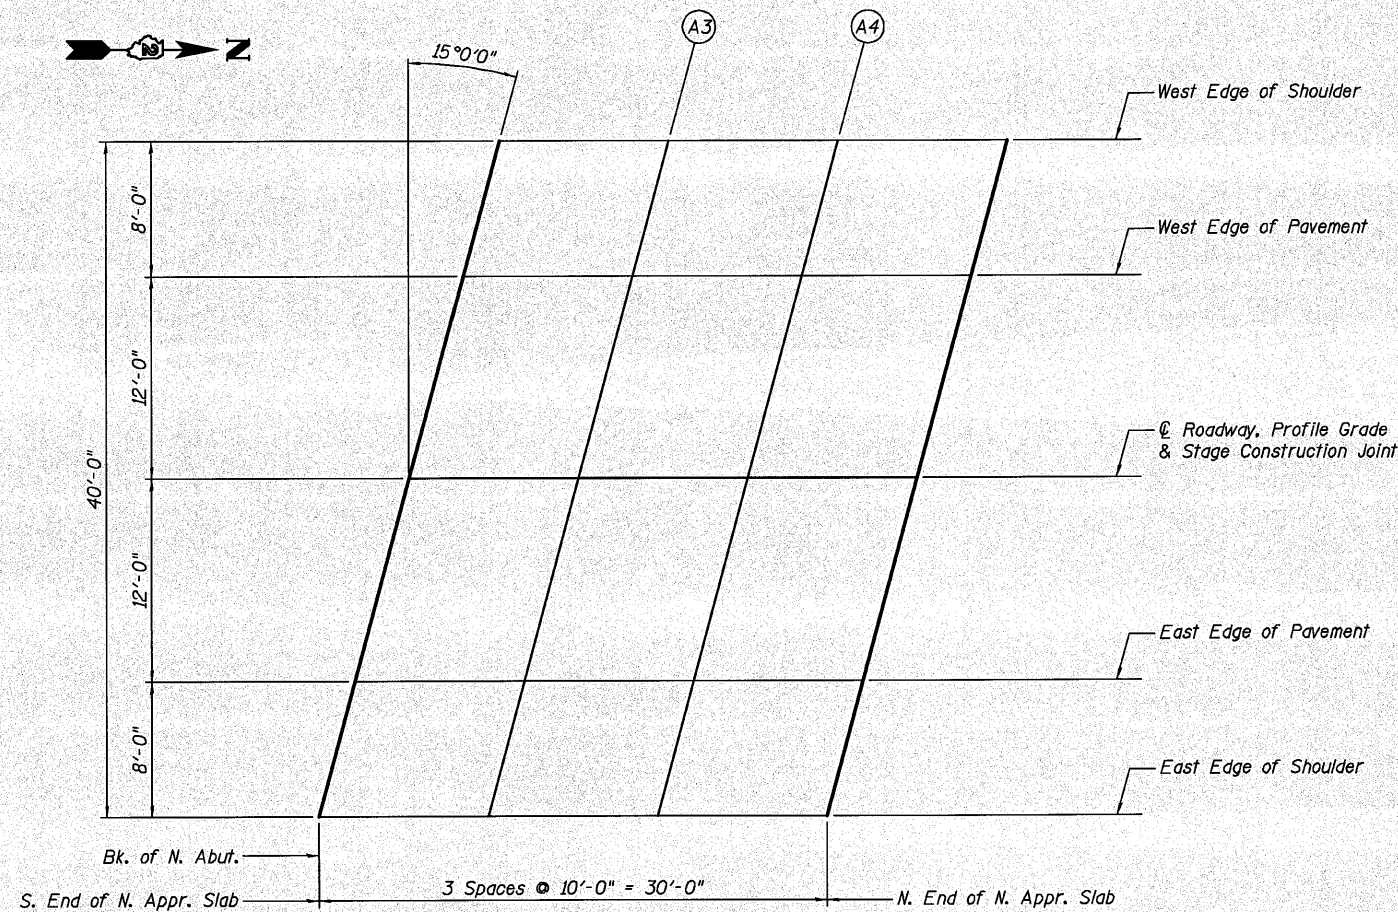 A3
A4
N
15°0'0"
West Edge of Shoulder
8'-0"
West Edge of Pavement
12'-0"
℄ Roadway, Profile Grade
& Stage Construction Joint
40'-0"
12'-0"
East Edge of Pavement
8'-0"
East Edge of Shoulder
Bk. of N. Abut.
3 Spaces @ 10'-0" = 30'-0"
S. End of N. Appr. Slab
N. End of N. Appr. Slab